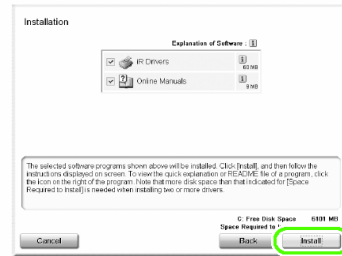 Installation
Explanation of Software :
iR Drivers
60 MB
Online Manuals
9 MB
The selected software programs shown above will be installed. Click [Install], and then follow the
instructions displayed on screen. To view the quick explanation or README file of a program, click
the icon on the right of the program. Note that more disk space then that indicated for [Space
Required to Install] is needed when installing two or more drivers.
C: Free Disk Space 6101 MB
Space Required to
Cancel
Back
Install